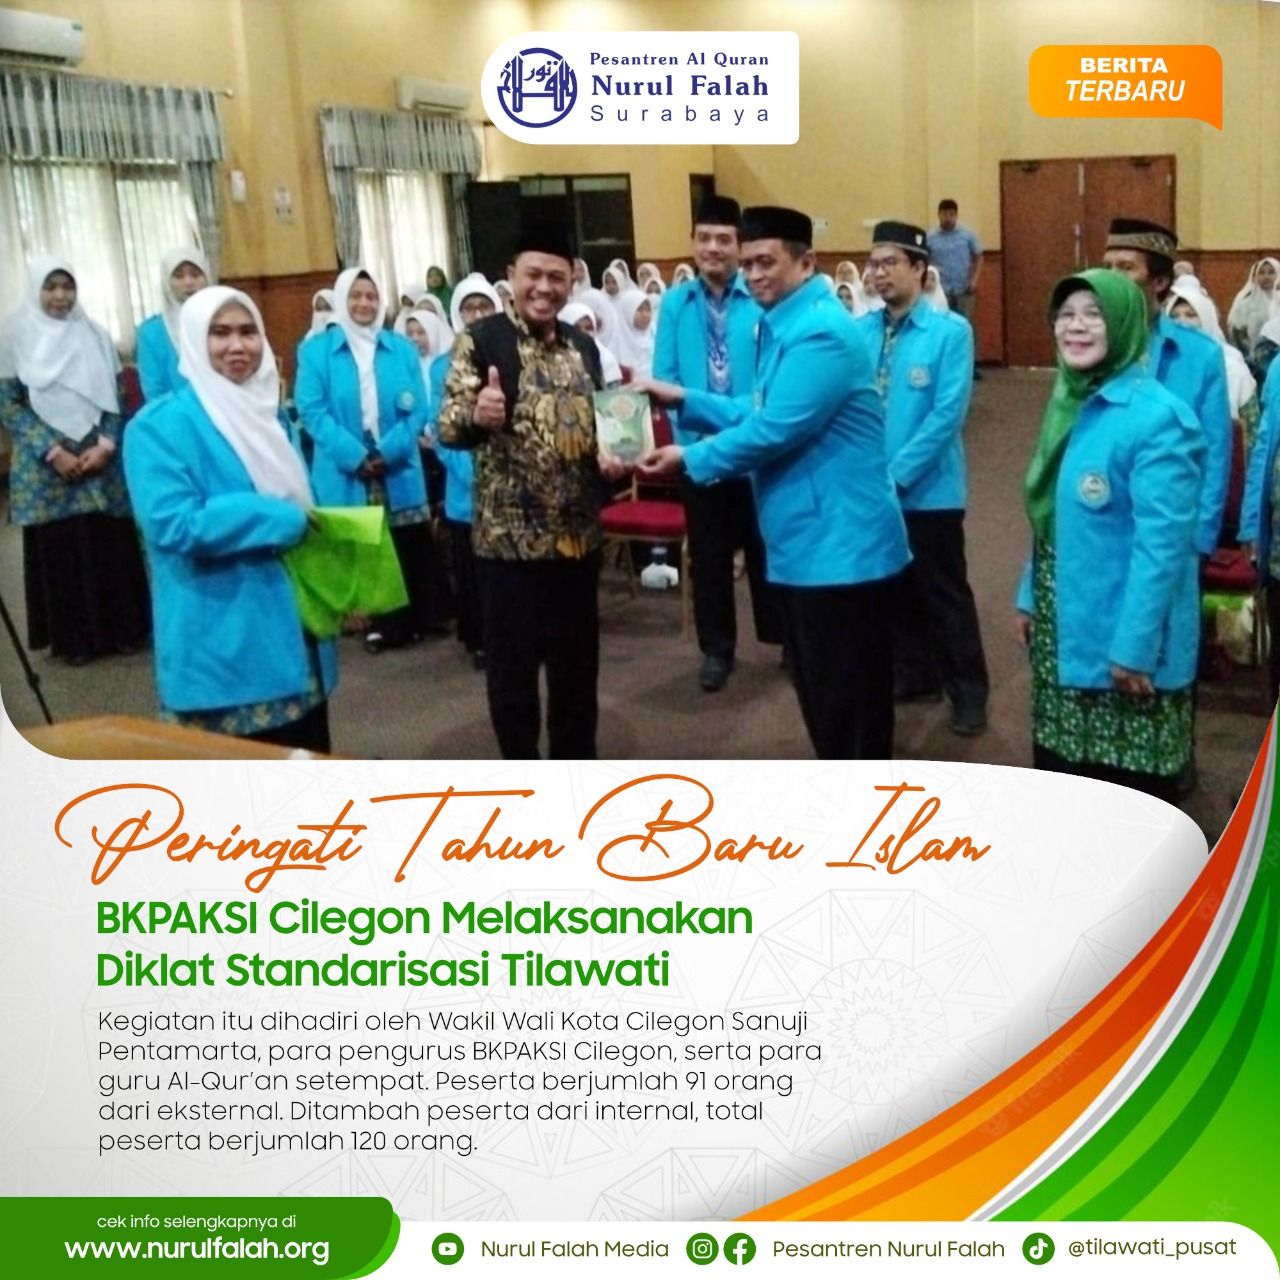 Pesantren Al Quran
Nurul Falah
Surabaya
BERITA
TERBARU
Peringati Tahun Baru Islam
BKPAKSI Cilegon Melaksanakan
Diklat Standarisasi Tilawati
Kegiatan itu dihadiri oleh Wakil Wali Kota Cilegon Sanuji
Pentamarta, para pengurus BKPAKSI Cilegon, serta para
guru Al-Qur'an setempat. Peserta berjumlah 91 orang
dari eksternal. Ditambah peserta dari internal, total
peserta berjumlah 120 orang.
cek info selengkapnya di
www.nurulfalah.org
Nurul Falah Media
Pesantren Nurul Falah
@tilawati_pusat
freepik